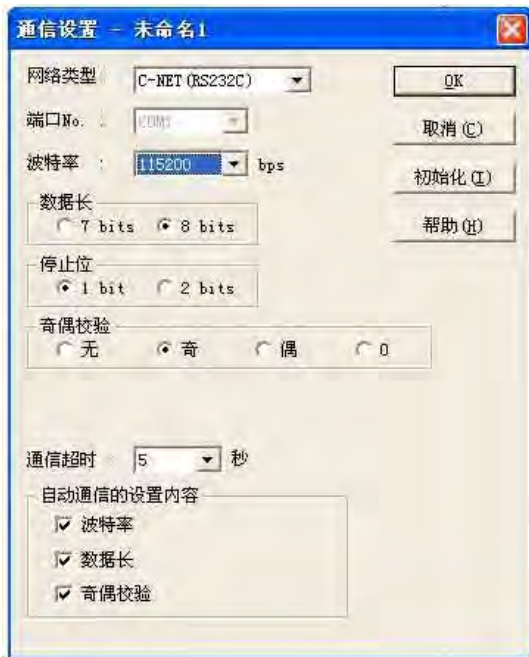 通信设置 - 未命名1
网络类型 : C-NET(RS232C)
端口No. : COM1
波特率 : 115200 bps
数据长
7 bits 8 bits
停止位
1 bit 2 bits
奇偶校验
无 奇 偶 0
通信超时 : 5 秒
自动通信的设置内容
波特率
数据长
奇偶校验
OK
取消(C)
初始化(I)
帮助(H)